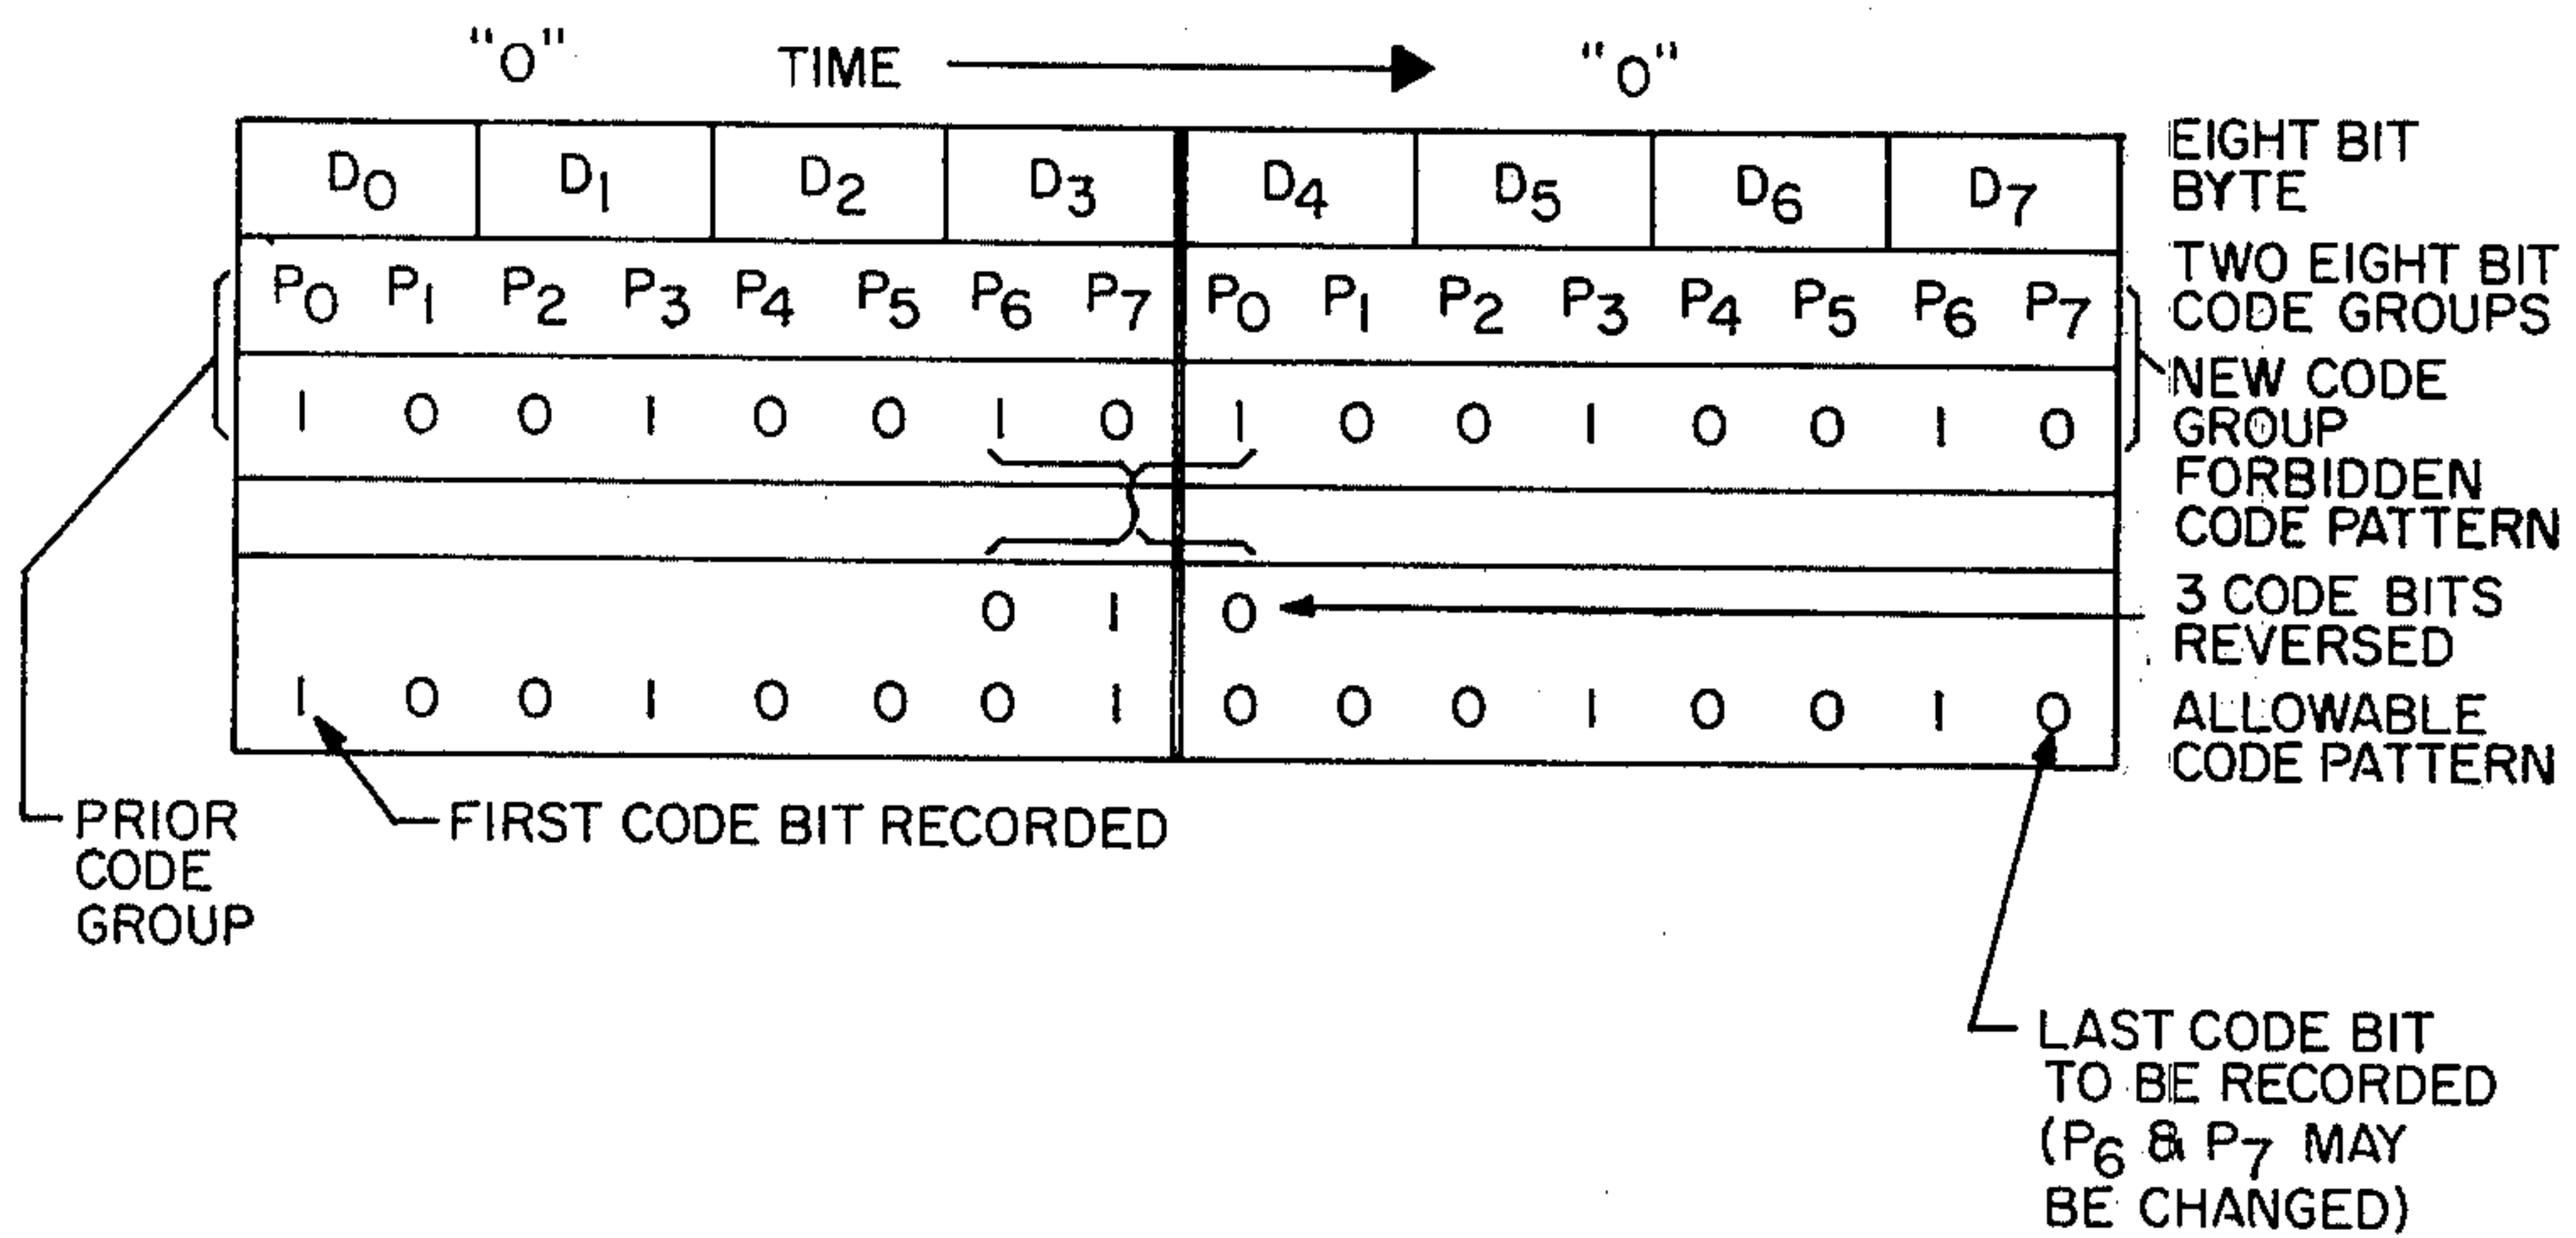 "0" TIME "0"
D0 D1 D2 D3 D4 D5 D6 D7
EIGHT BIT
BYTE
P0 P1 P2 P3 P4 P5 P6 P7 P0 P1 P2 P3 P4 P5 P6 P7
TWO EIGHT BIT
CODE GROUPS
1 0 0 1 0 0 1 0 1 0 0 1 0 0 1 0
NEW CODE
GROUP
FORBIDDEN
CODE PATTERN
0 1 0
3 CODE BITS
REVERSED
1 0 0 1 0 0 0 1 0 0 0 1 0 0 1 0
ALLOWABLE
CODE PATTERN
PRIOR
CODE
GROUP
FIRST CODE BIT RECORDED
LAST CODE BIT
TO BE RECORDED
(P6 & P7 MAY
BE CHANGED)